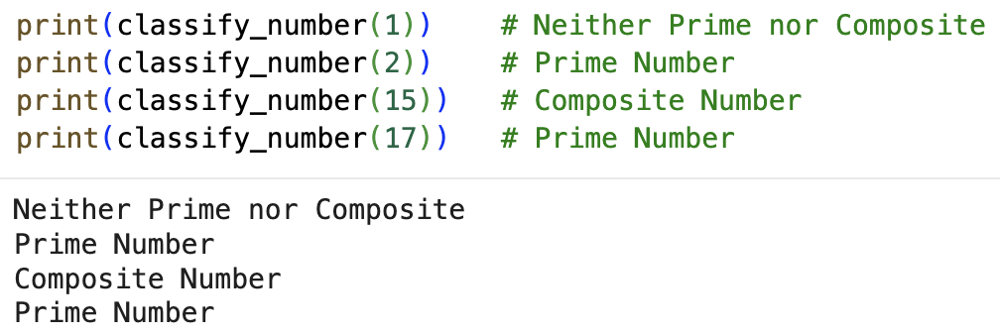 print(classify_number(1))    # Neither Prime nor Composite
print(classify_number(2))    # Prime Number
print(classify_number(15))   # Composite Number
print(classify_number(17))   # Prime Number
Neither Prime nor Composite
Prime Number
Composite Number
Prime Number